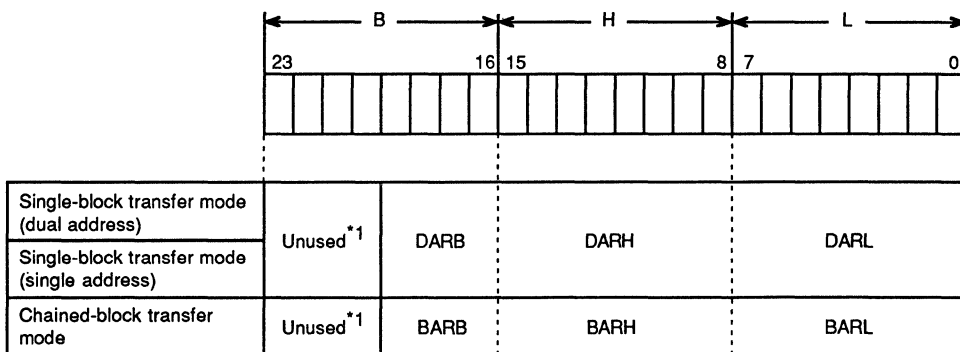 B H L
23 16 15 8 7 0
Single-block transfer mode
(dual address)
Unused*1 DARB DARH DARL
Single-block transfer mode
(single address)
Chained-block transfer
mode
Unused*1 BARB BARH BARL